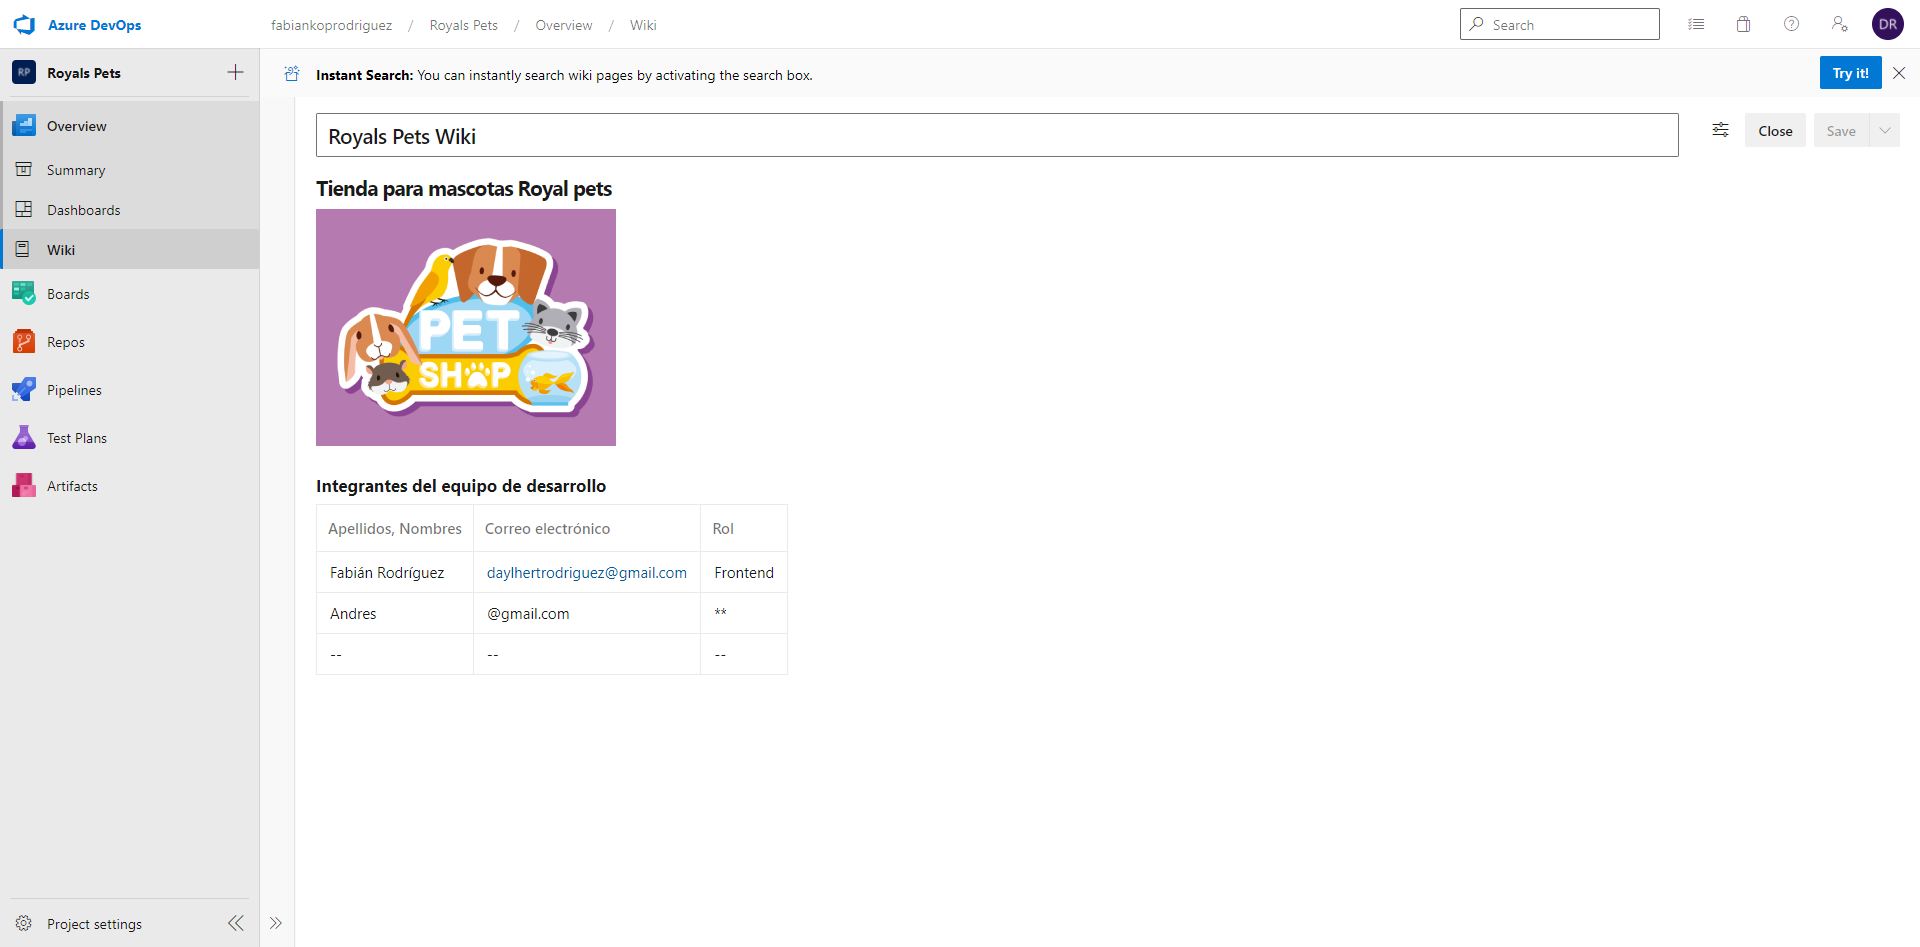 Azure DevOps
fabiankoprodriguez / Royals Pets / Overview / Wiki
Search
DR
RP Royals Pets
Instant Search: You can instantly search wiki pages by activating the search box.
Try it!
Overview
Summary
Dashboards
Wiki
Boards
Repos
Pipelines
Test Plans
Artifacts
Project settings
Royals Pets Wiki
Close
Save
Tienda para mascotas Royal pets
PET
SHOP
Integrantes del equipo de desarrollo
Apellidos, Nombres Correo electrónico Rol
Fabián Rodríguez daylhertrodriguez@gmail.com Frontend
Andres @gmail.com **
-- -- --